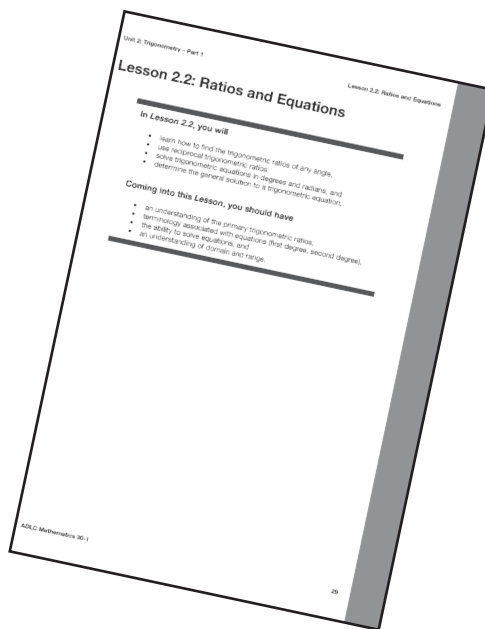 Unit 2: Trigonometry – Part 1
Lesson 2.2: Ratios and Equations
Lesson 2.2: Ratios and Equations
In Lesson 2.2, you will
• learn how to find the trigonometric ratios of any angle,
• use reciprocal trigonometric ratios,
• solve trigonometric equations in degrees and radians, and
• determine the general solution to a trigonometric equation.
Coming into this Lesson, you should have
• an understanding of the primary trigonometric ratios,
• terminology associated with equations (first degree, second degree),
• the ability to solve equations, and
• an understanding of domain and range.
ADLC Mathematics 30-1
29